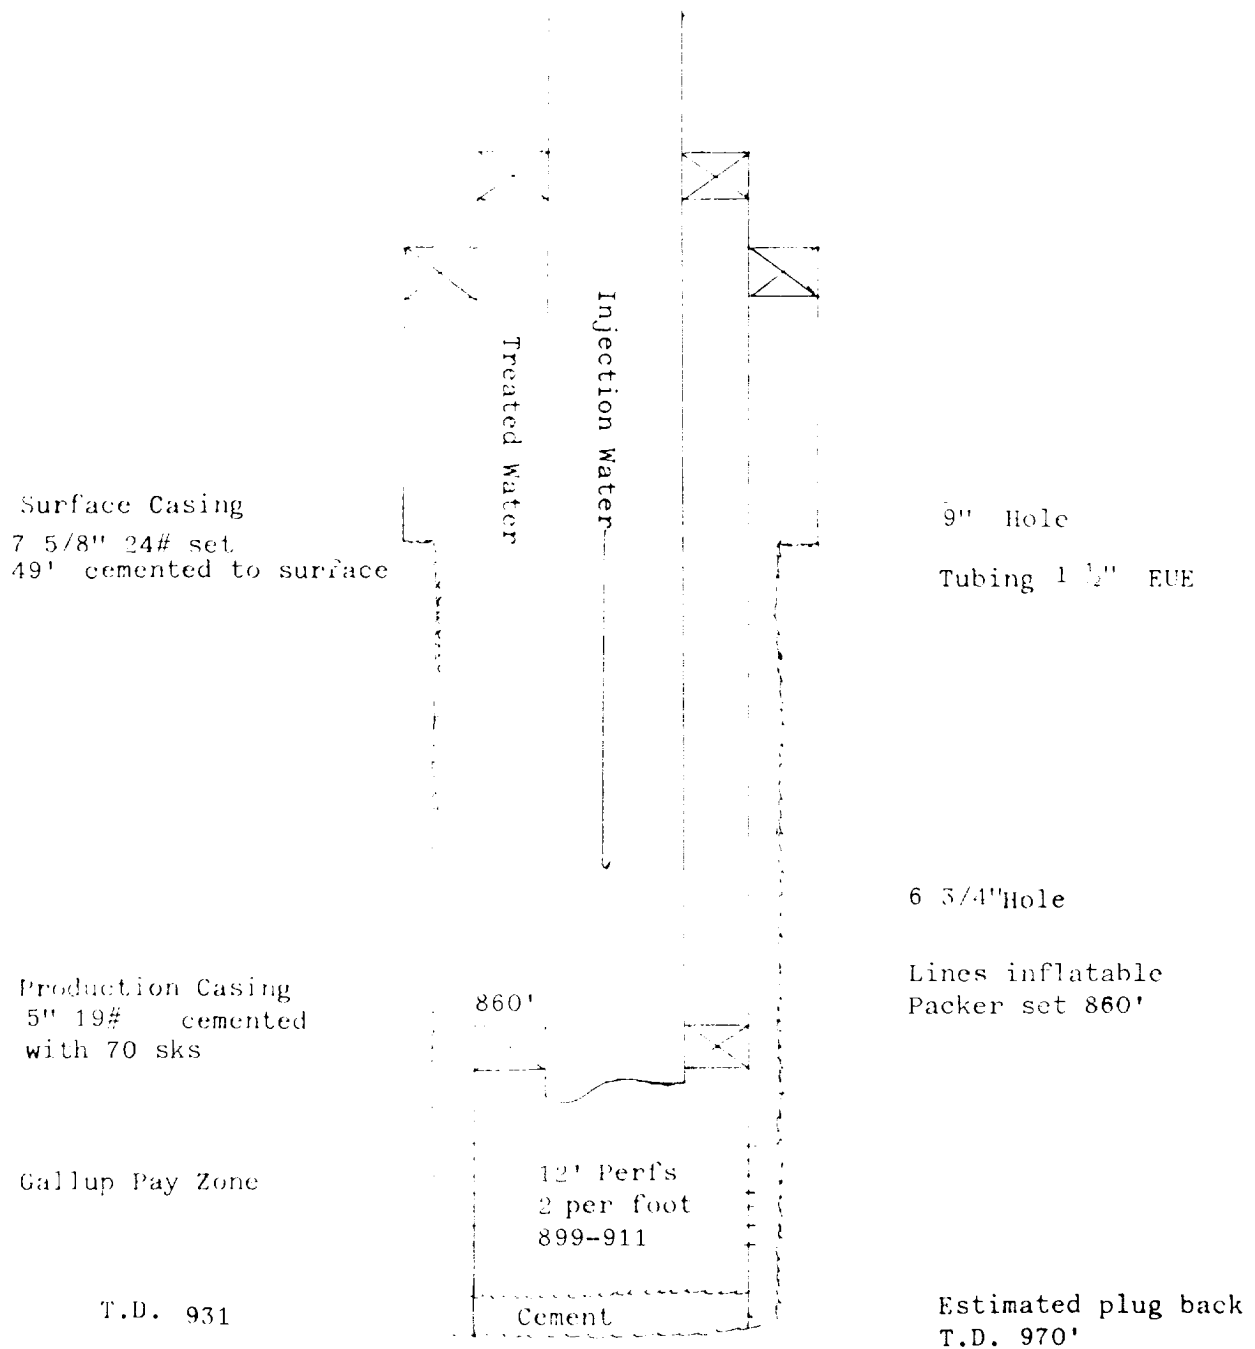 Injection Water
Treated Water
Surface Casing
7 5/8" 24# set
49' cemented to surface
9" Hole
Tubing 1 ½" EUE
6 3/4"Hole
Lines inflatable
Packer set 860'
Production Casing
5" 19# cemented
with 70 sks
860'
Gallup Pay Zone
12' Perfs
2 per foot
899-911
T.D. 931
Cement
Estimated plug back
T.D. 970'